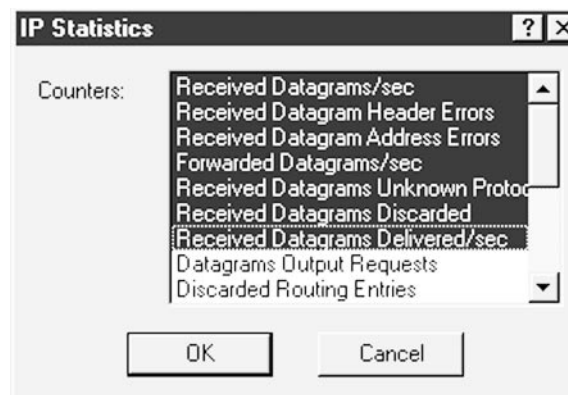 IP Statistics
?
Counters:
Received Datagrams/sec
Received Datagram Header Errors
Received Datagram Address Errors
Forwarded Datagrams/sec
Received Datagrams Unknown Protoc
Received Datagrams Discarded
Received Datagrams Delivered/sec
Datagrams Output Requests
Discarded Routing Entries
OK
Cancel